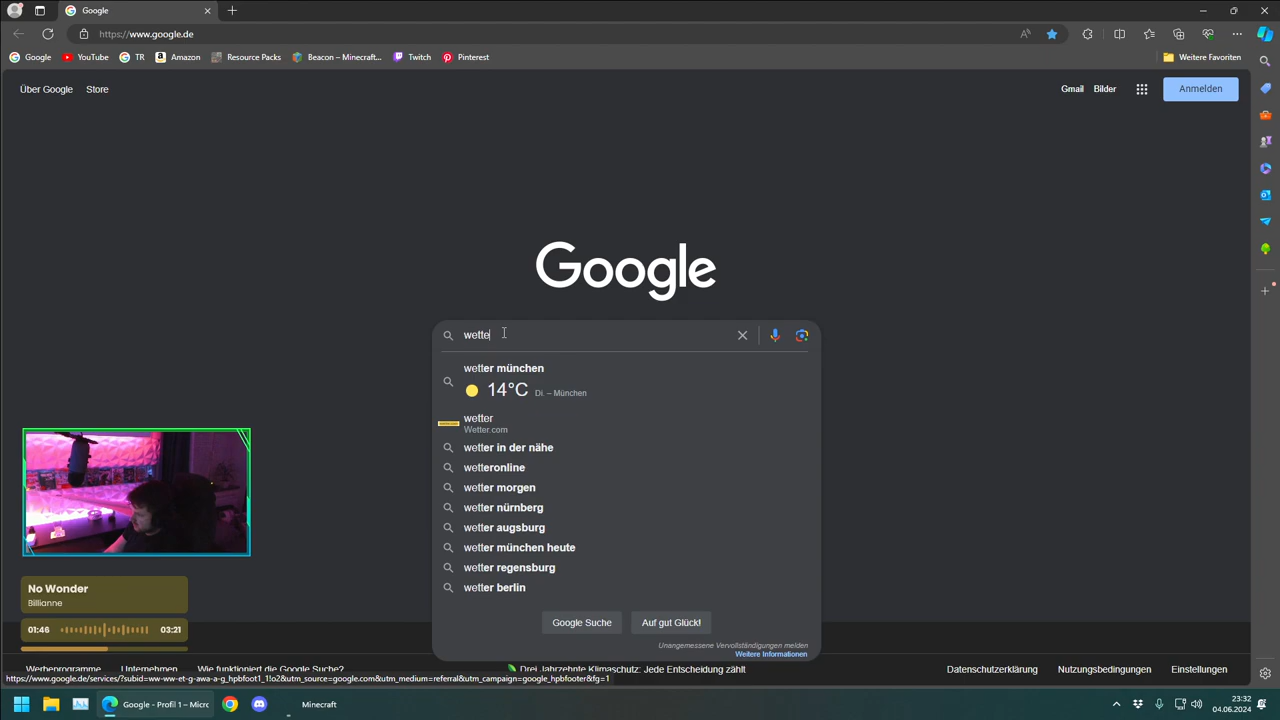 Google
https://www.google.de
Google
YouTube
TR
Amazon
Resource Packs
Beacon – Minecraft...
Twitch
Pinterest
Weitere Favoriten
Über Google
Store
Gmail
Bilder
Anmelden
Google
wette
wetter münchen
14°C Di. – München
wetter
Wetter.com
wetter in der nähe
wetteronline
wetter morgen
wetter nürnberg
wetter augsburg
wetter münchen heute
wetter regensburg
wetter berlin
Google Suche
Auf gut Glück!
Unangemessene Vervollständigungen melden
Weitere Informationen
No Wonder
Billianne
01:46
03:21
Drei Jahrzehnte Klimaschutz: Jede Entscheidung zählt
Werbeprogramme
Unternehmen
Wie funktioniert die Google Suche?
Datenschutzerklärung
Nutzungsbedingungen
Einstellungen
https://www.google.de/services/?subid=ww-ww-et-g-awa-a-g_hpbfoot1_1!o2&utm_source=google.com&utm_medium=referral&utm_campaign=google_hpbfooter&fg=1
Google - Profil 1 – Micro
Minecraft
23:32
04.06.2024